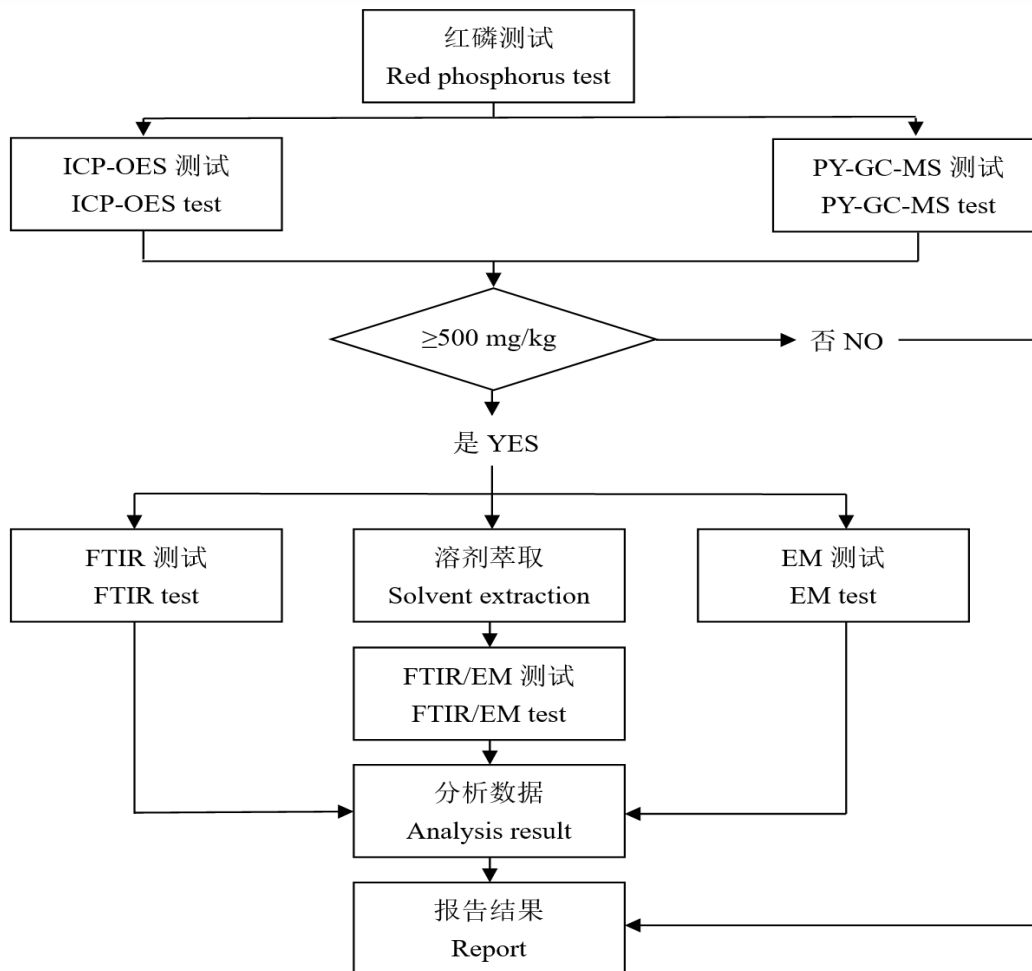 红磷测试
Red phosphorus test
ICP-OES 测试
ICP-OES test
PY-GC-MS 测试
PY-GC-MS test
≥500 mg/kg
否 NO
是 YES
FTIR 测试
FTIR test
溶剂萃取
Solvent extraction
EM 测试
EM test
FTIR/EM 测试
FTIR/EM test
分析数据
Analysis result
报告结果
Report